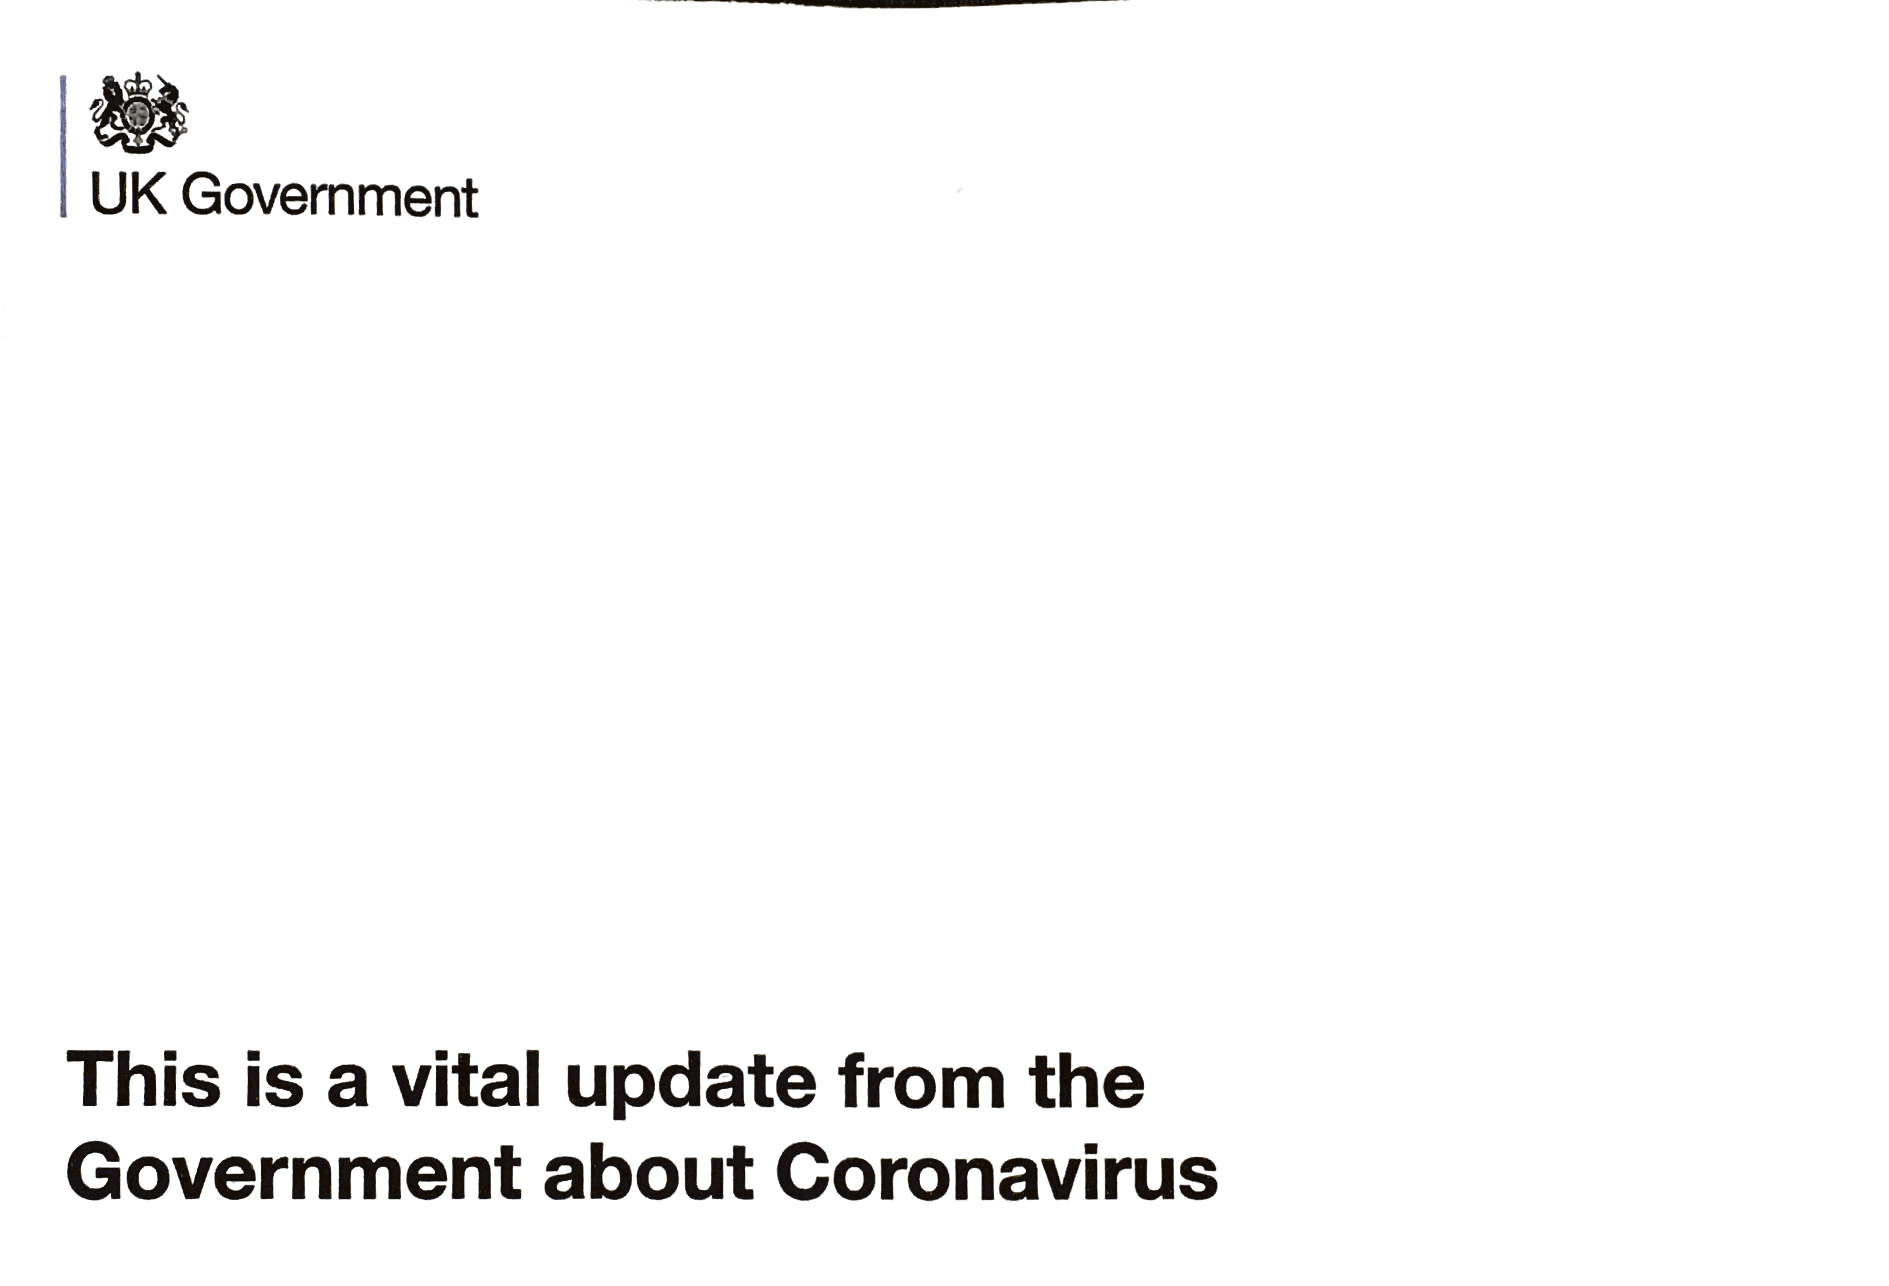 UK Government
This is a vital update from the
Government about Coronavirus